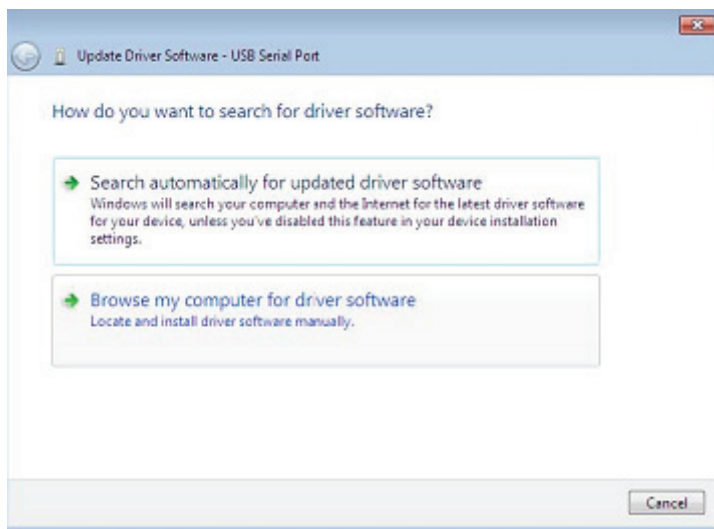 Update Driver Software - USB Serial Port
How do you want to search for driver software?
Search automatically for updated driver software
Windows will search your computer and the Internet for the latest driver software
for your device, unless you've disabled this feature in your device installation
settings.
Browse my computer for driver software
Locate and install driver software manually.
Cancel